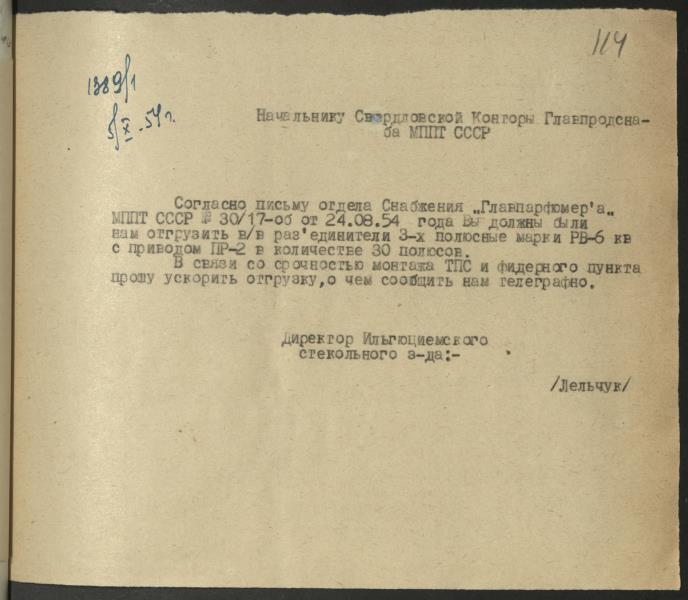 114
1389/1
5/X-54г.
Начальнику Свердловской Конторы Главпродсна-
ба МППТ СССР
Согласно письму отдела Снабжения „Главпарфюмер'а„
МППТ СССР № 30/17-об от 24.08.54 года Вы должны были
нам отгрузить в/в раз'единители 3-х полюсные марки РВ-6 кв
с приводом ПР-2 в количестве 30 полюсов.
В связи со срочностью монтажа ТПС и фидерного пункта
прошу ускорить отгрузку,о чем сообщить нам телеграфно.
Директор Ильгюциемского
стекольного з-да:-
/Лельчук/